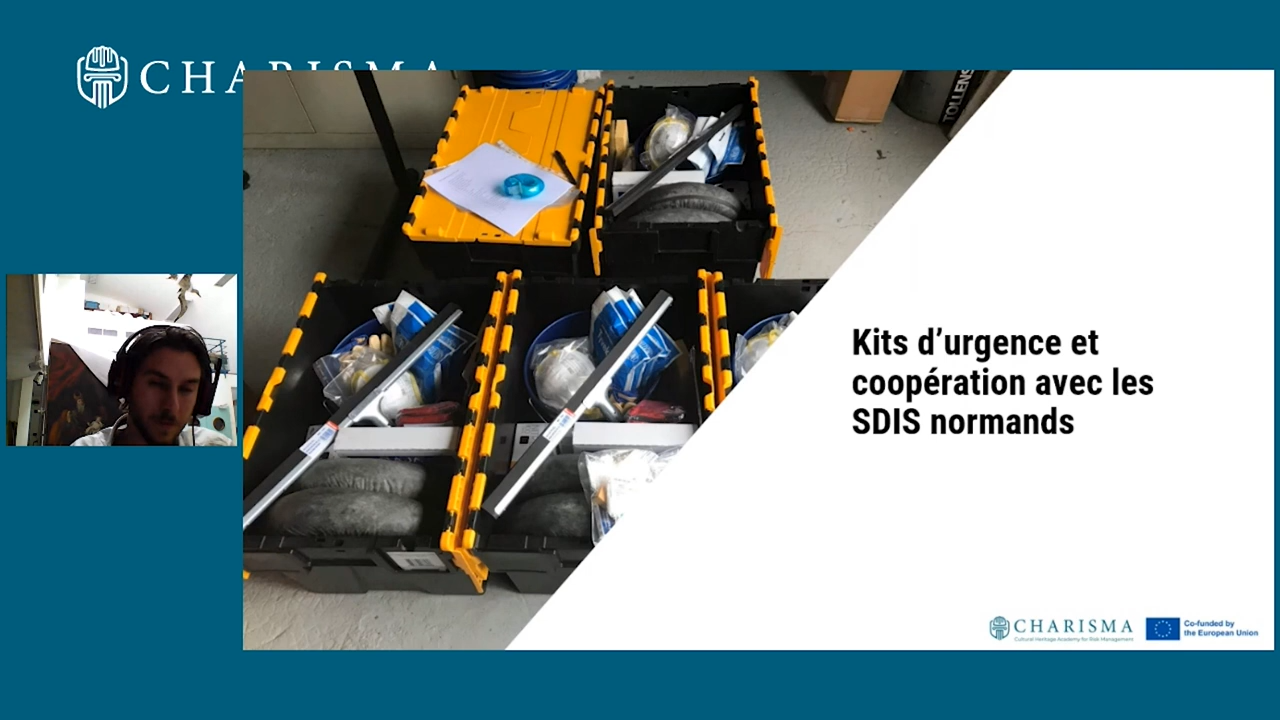 CHARISMA
TOLLENS
Kits d’urgence et
coopération avec les
SDIS normands
CHARISMA
Cultural Heritage Academy for Risk Management
Co-funded by
the European Union